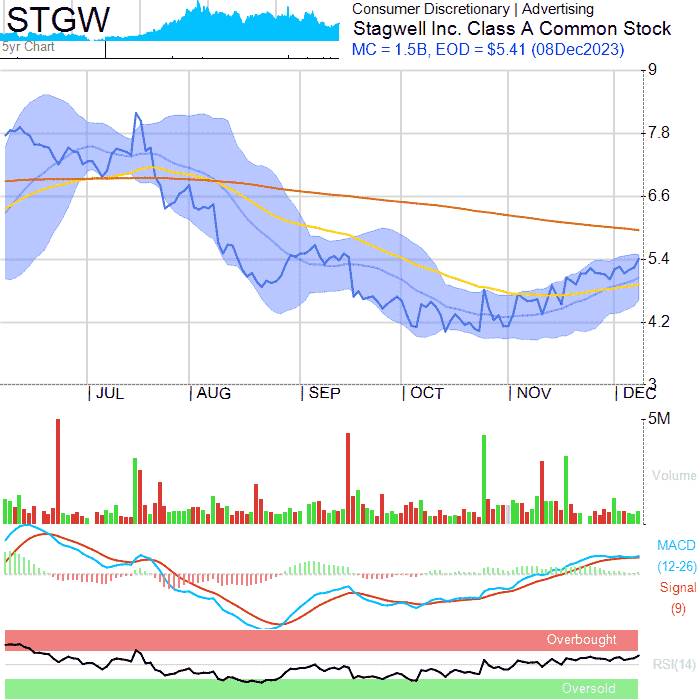 STGW
5yr Chart
Consumer Discretionary | Advertising
Stagwell Inc. Class A Common Stock
MC = 1.5B, EOD = $5.41 (08Dec2023)
9
7.8
6.6
5.4
4.2
3
JUL AUG SEP OCT NOV DEC
5M
Volume
MACD
(12-26)
Signal
(9)
Overbought
RSI(14)
Oversold